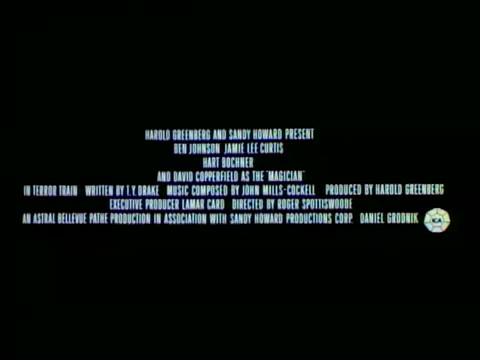 HAROLD GREENBERG AND SANDY HOWARD PRESENT
BEN JOHNSON JAMIE LEE CURTIS
HART BOCHNER
AND DAVID COPPERFIELD AS THE "MAGICIAN"
IN TERROR TRAIN WRITTEN BY T.Y. DRAKE MUSIC COMPOSED BY JOHN MILLS-COCKELL PRODUCED BY HAROLD GREENBERG
EXECUTIVE PRODUCER LAMAR CARD DIRECTED BY ROGER SPOTTISWOODE
AN ASTRAL BELLEVUE PATHE PRODUCTION IN ASSOCIATION WITH SANDY HOWARD PRODUCTIONS CORP. DANIEL GRODNIK